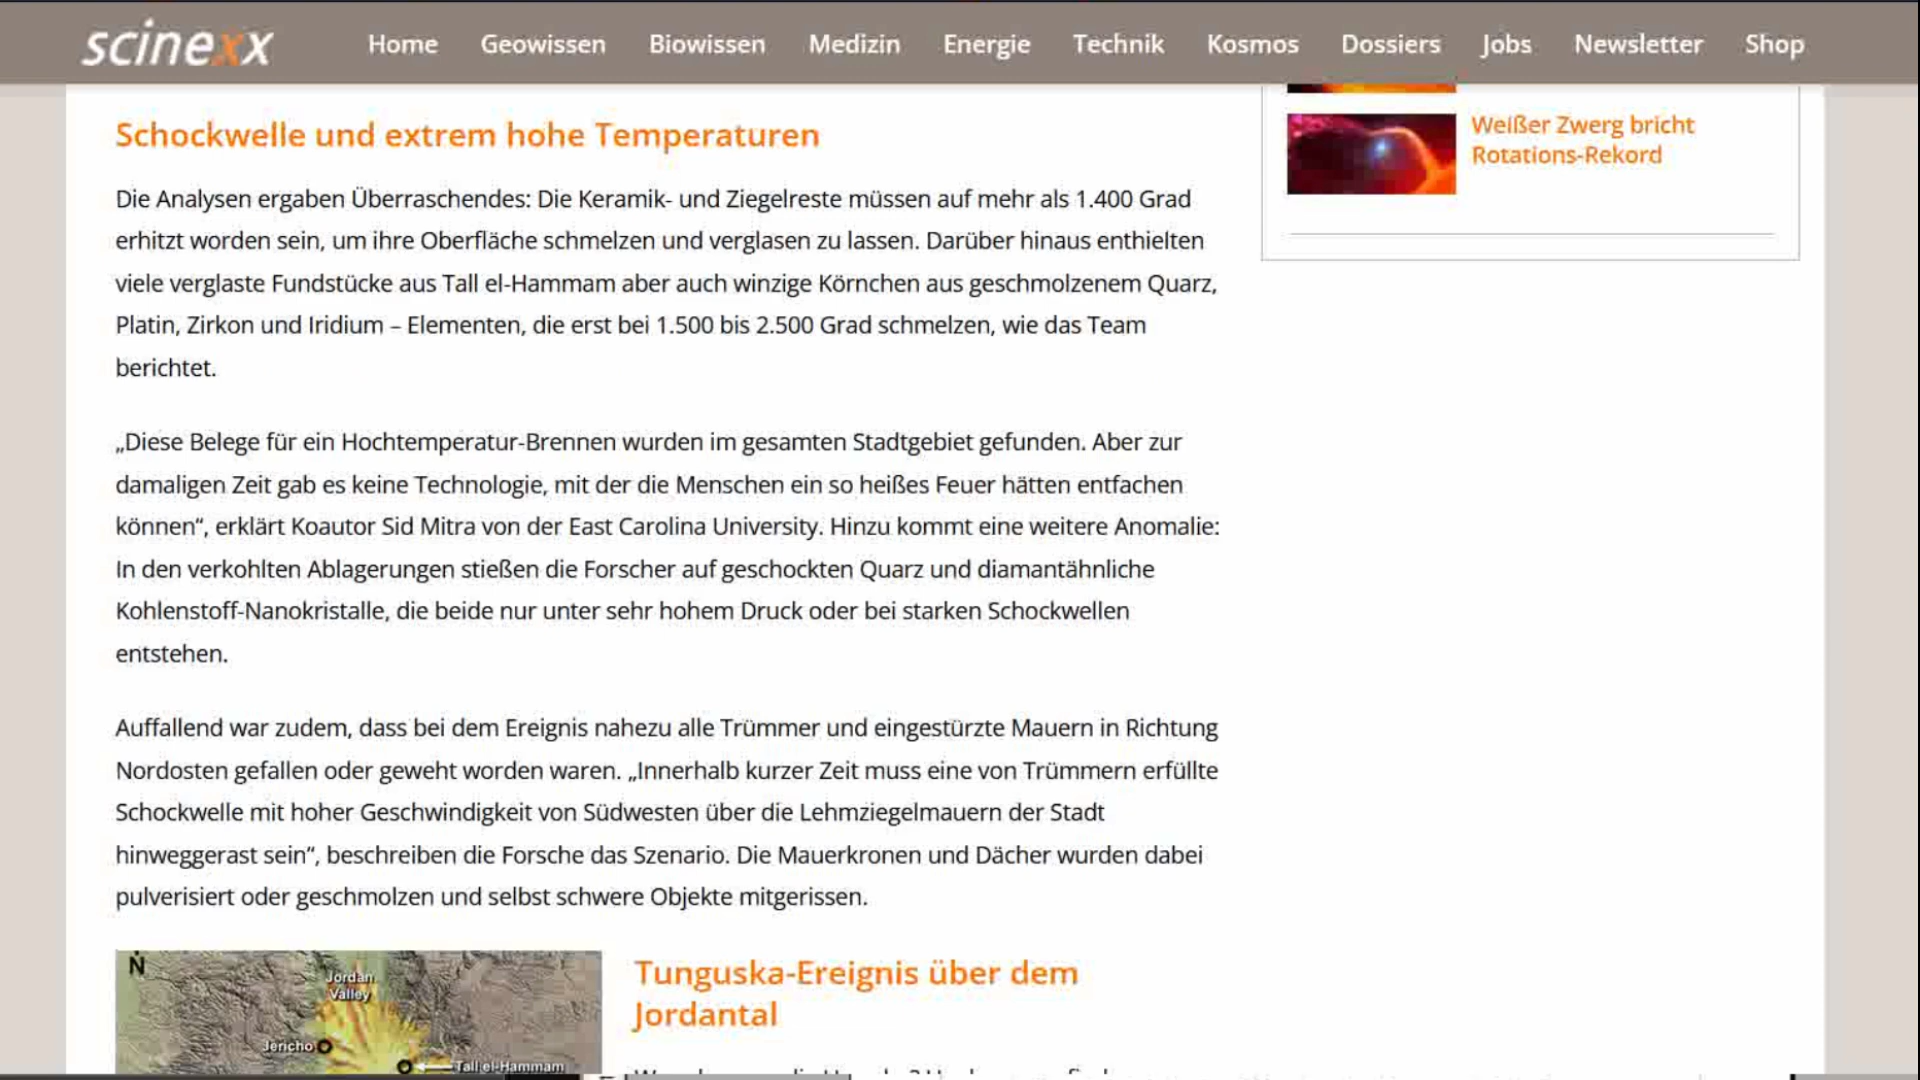 scinexx
Home Geowissen Biowissen Medizin Energie Technik Kosmos Dossiers Jobs Newsletter Shop
Schockwelle und extrem hohe Temperaturen
Die Analysen ergaben Überraschendes: Die Keramik- und Ziegelreste müssen auf mehr als 1.400 Grad
erhitzt worden sein, um ihre Oberfläche schmelzen und verglasen zu lassen. Darüber hinaus enthielten
viele verglaste Fundstücke aus Tall el-Hammam aber auch winzige Körnchen aus geschmolzenem Quarz,
Platin, Zirkon und Iridium – Elementen, die erst bei 1.500 bis 2.500 Grad schmelzen, wie das Team
berichtet.
„Diese Belege für ein Hochtemperatur-Brennen wurden im gesamten Stadtgebiet gefunden. Aber zur
damaligen Zeit gab es keine Technologie, mit der die Menschen ein so heißes Feuer hätten entfachen
können“, erklärt Koautor Sid Mitra von der East Carolina University. Hinzu kommt eine weitere Anomalie:
In den verkohlten Ablagerungen stießen die Forscher auf geschockten Quarz und diamantähnliche
Kohlenstoff-Nanokristalle, die beide nur unter sehr hohem Druck oder bei starken Schockwellen
entstehen.
Auffallend war zudem, dass bei dem Ereignis nahezu alle Trümmer und eingestürzte Mauern in Richtung
Nordosten gefallen oder geweht worden waren. „Innerhalb kurzer Zeit muss eine von Trümmern erfüllte
Schockwelle mit hoher Geschwindigkeit von Südwesten über die Lehmziegelmauern der Stadt
hinweggerast sein“, beschreiben die Forsche das Szenario. Die Mauerkronen und Dächer wurden dabei
pulverisiert oder geschmolzen und selbst schwere Objekte mitgerissen.
N
Jordan
Valley
Jericho
Tall el-Hammam
Tunguska-Ereignis über dem
Jordantal
Weißer Zwerg bricht
Rotations-Rekord